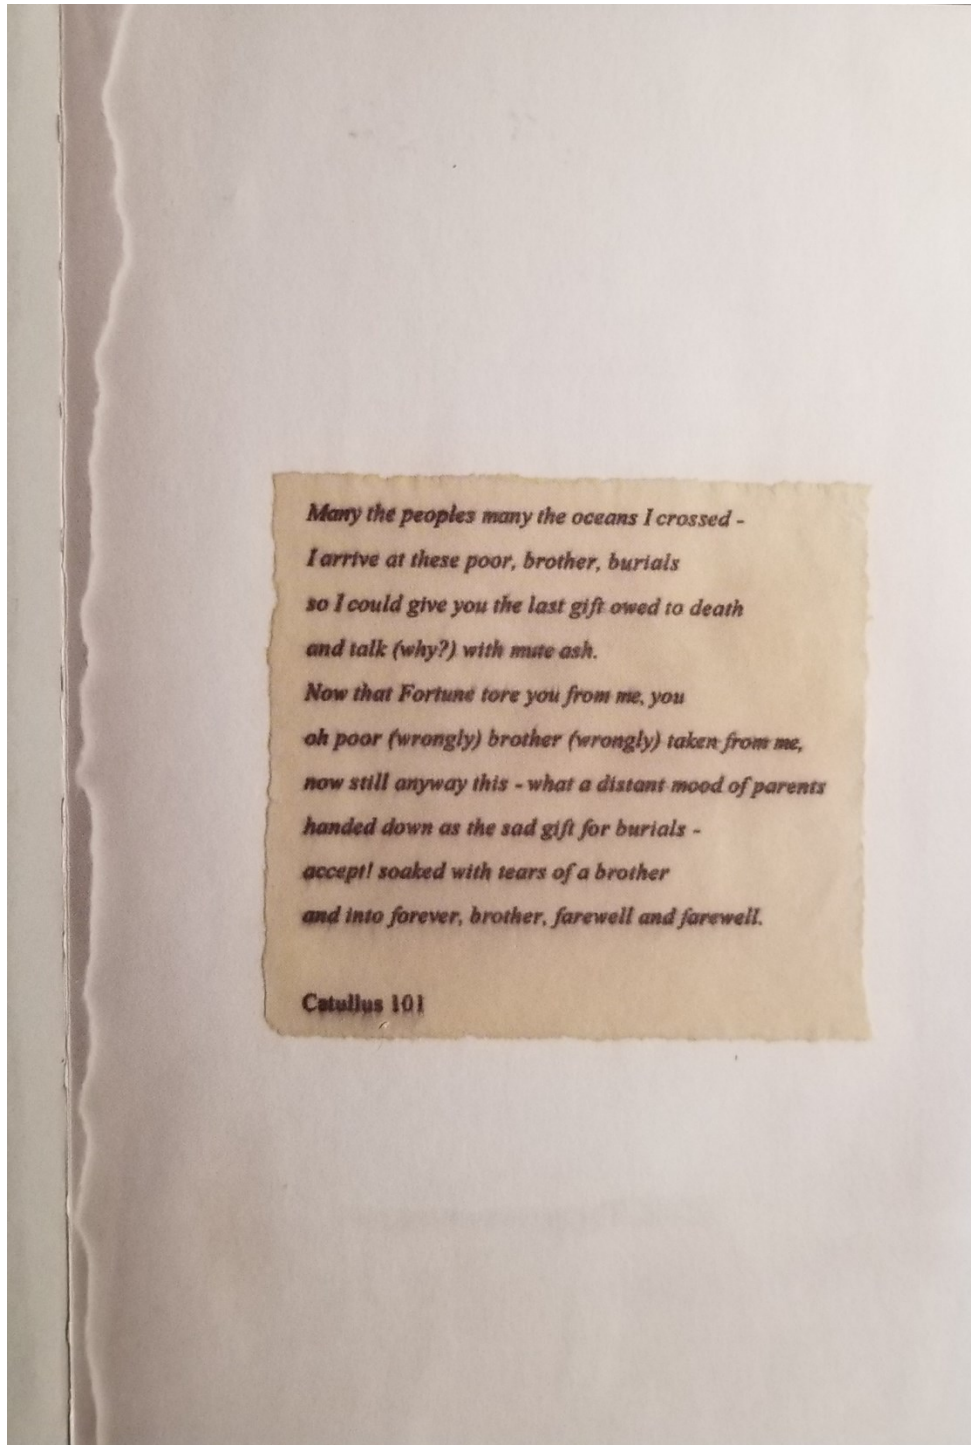 Many the peoples many the oceans I crossed -
I arrive at these poor, brother, burials
so I could give you the last gift owed to death
and talk (why?) with mute ash.
Now that Fortune tore you from me, you
oh poor (wrongly) brother (wrongly) taken from me,
now still anyway this - what a distant mood of parents
handed down as the sad gift for burials -
accept! soaked with tears of a brother
and into forever, brother, farewell and farewell.
Catullus 101